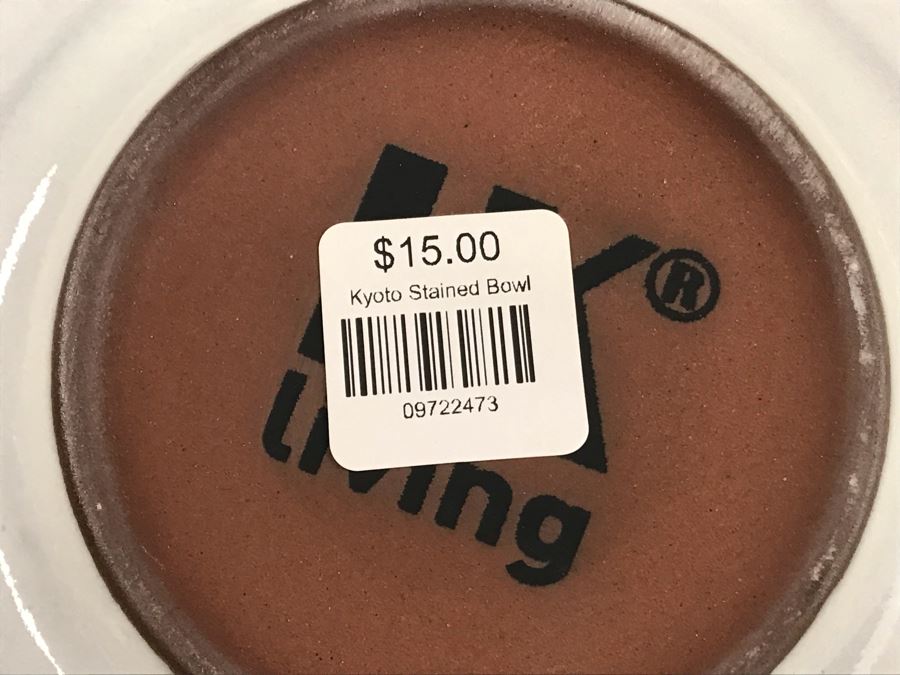 $15.00
Kyoto Stained Bowl
09722473
®
living